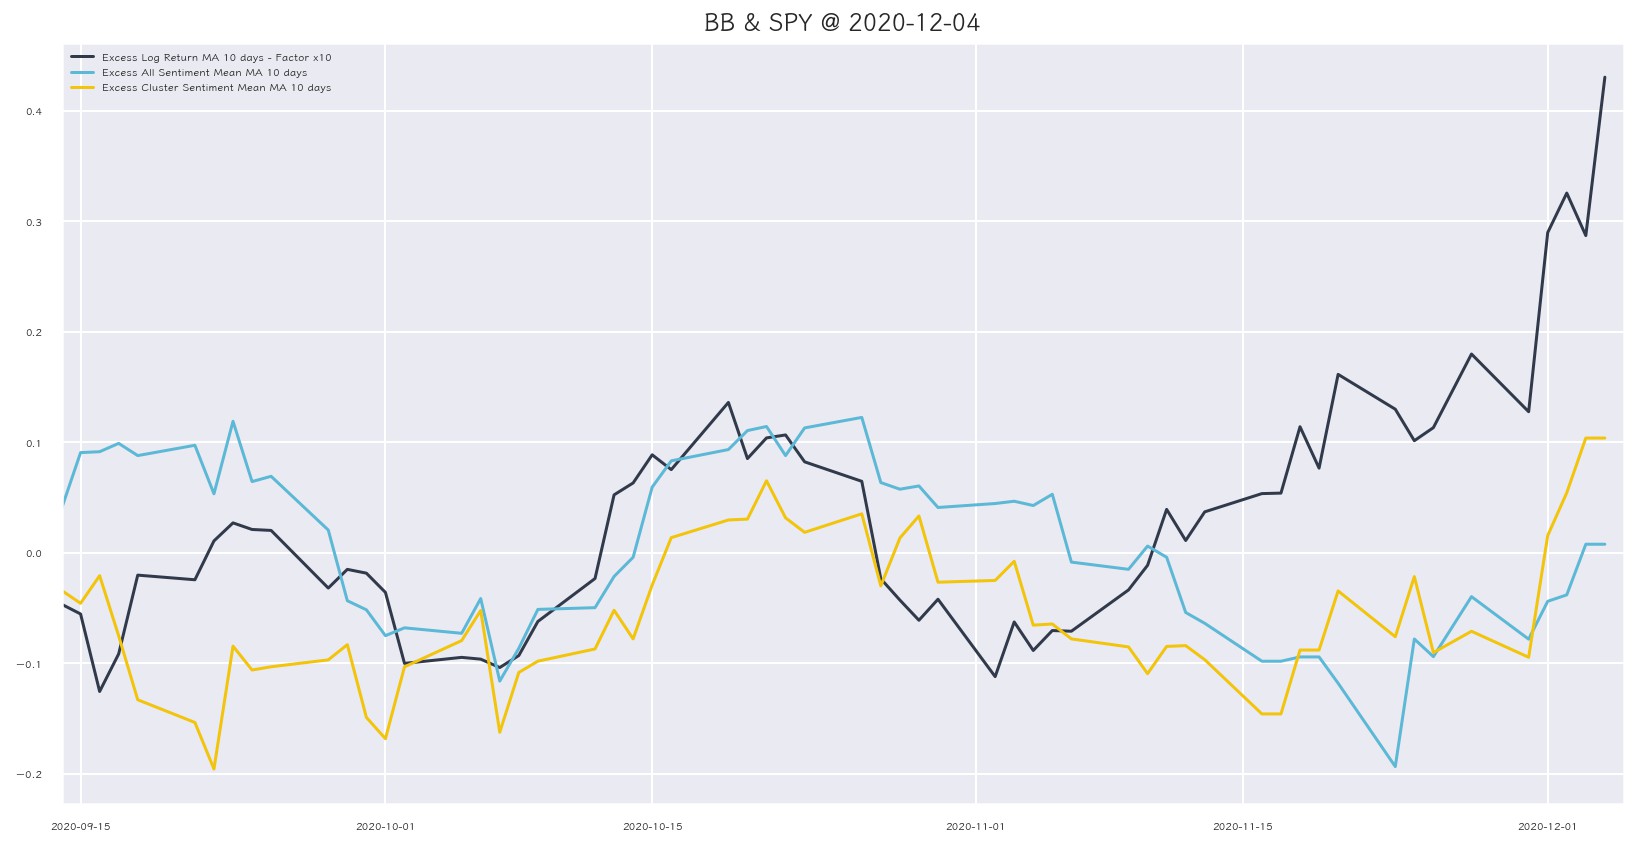 BB & SPY @ 2020-12-04
Excess Log Return MA 10 days - Factor x10
Excess All Sentiment Mean MA 10 days
Excess Cluster Sentiment Mean MA 10 days
0.4
0.3
0.2
0.1
0.0
−0.1
−0.2
2020-09-15 2020-10-01 2020-10-15 2020-11-01 2020-11-15 2020-12-01